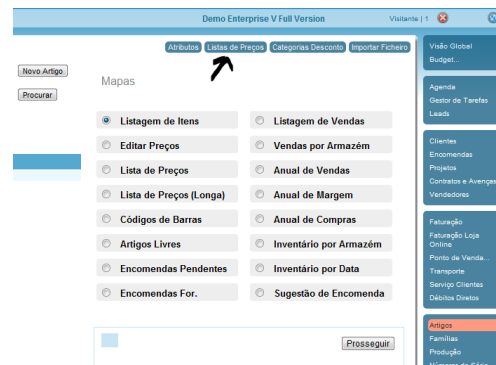 Demo Enterprise V Full Version
Visitante | 1
Atributos Listas de Preços Categorias Desconto Importar Ficheiro
Novo Artigo
Procurar
Mapas
Listagem de Itens
Listagem de Vendas
Editar Preços
Vendas por Armazém
Lista de Preços
Anual de Vendas
Lista de Preços (Longa)
Anual de Margem
Códigos de Barras
Anual de Compras
Artigos Livres
Inventário por Armazém
Encomendas Pendentes
Inventário por Data
Encomendas For.
Sugestão de Encomenda
Prosseguir
Visão Global
Budget...
Agenda
Gestor de Tarefas
Leads
Clientes
Encomendas
Projetos
Contratos e Avenças
Vendedores
Faturação
Faturação Loja
Online
Ponto de Venda...
Transporte
Serviço Clientes
Débitos Diretos
Artigos
Famílias
Produção
Números de Série